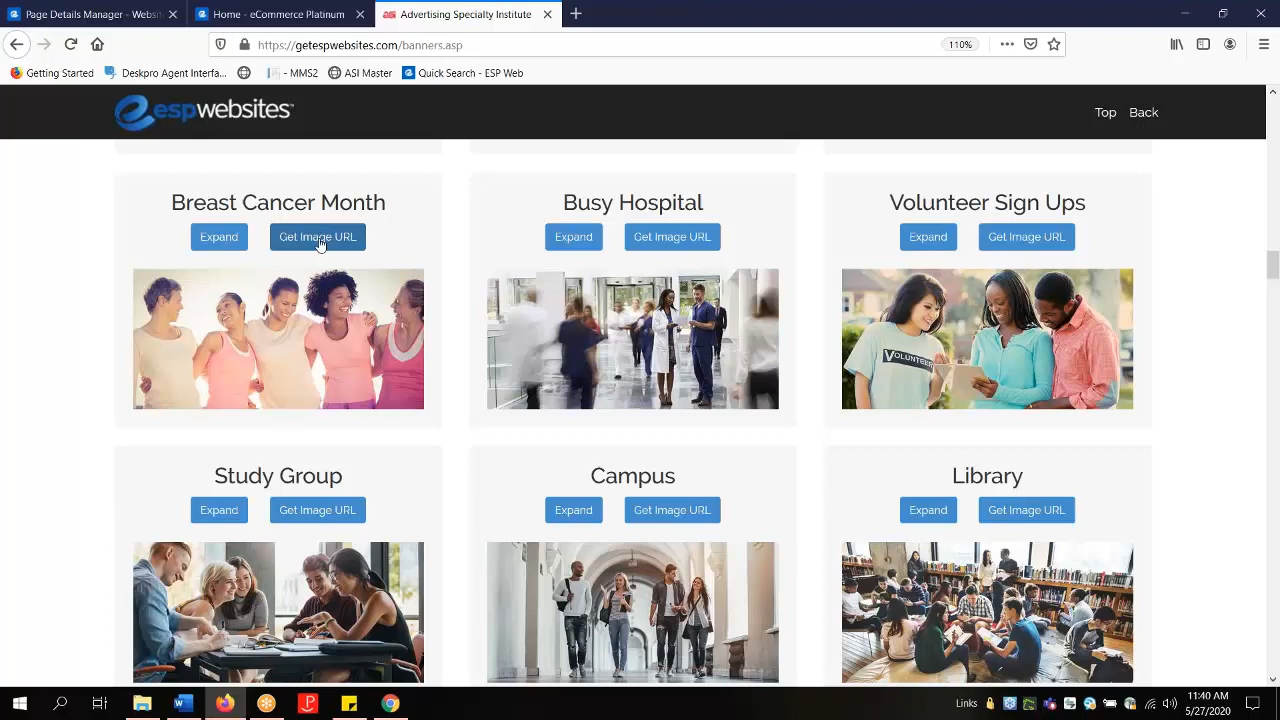 Page Details Manager - Websit
Home - eCommerce Platinum
Advertising Specialty Institute
https://getespwebsites.com/banners.asp
110%
Getting Started
Deskpro Agent Interfa...
- MMS2
ASI Master
Quick Search - ESP Web
espwebsites™
Top
Back
Breast Cancer Month
Busy Hospital
Volunteer Sign Ups
Expand
Get Image URL
Expand
Get Image URL
Expand
Get Image URL
VOLUNTEER
Study Group
Campus
Library
Expand
Get Image URL
Expand
Get Image URL
Expand
Get Image URL
Links
11:40 AM
5/27/2020